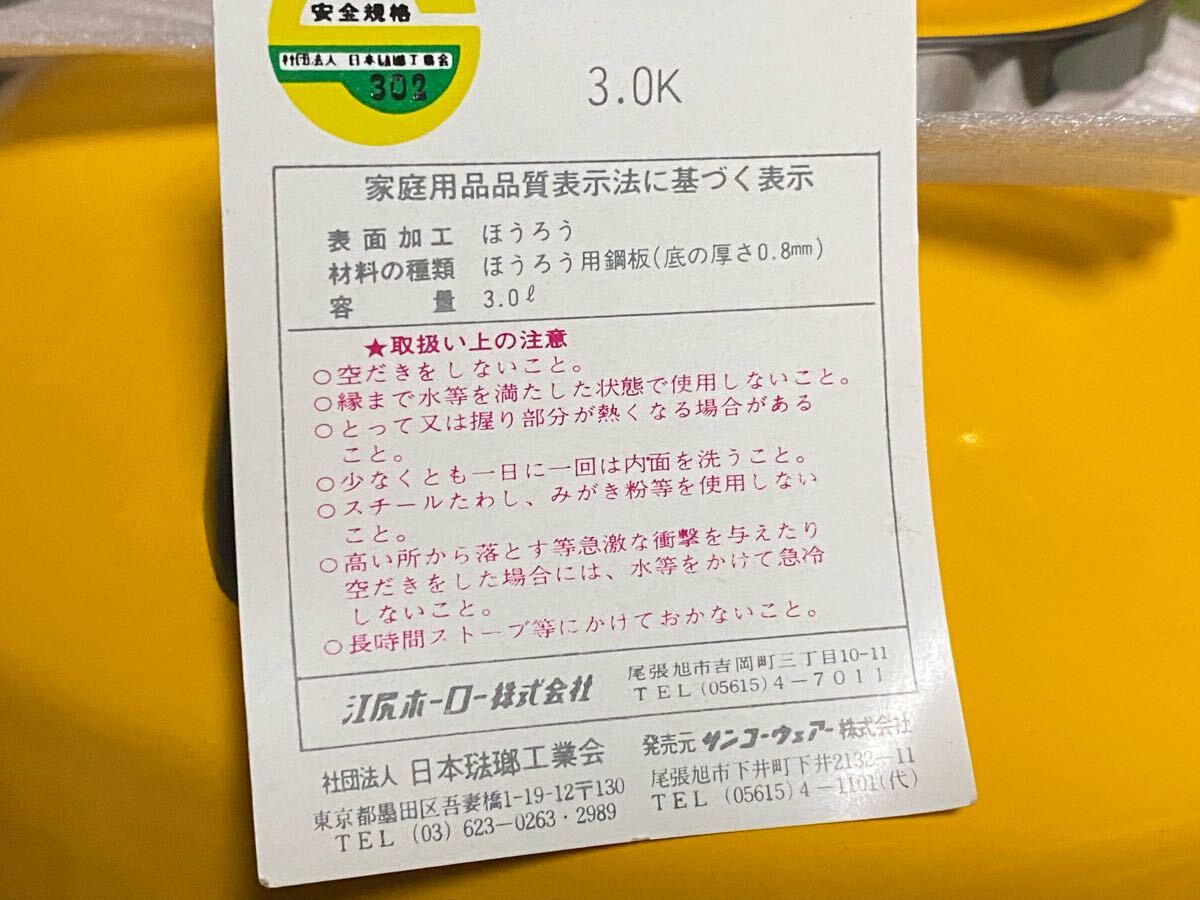 安全規格
社団法人 日本琺瑯工業会
302
3.0K
家庭用品品質表示法に基づく表示
表面加工 ほうろう
材料の種類 ほうろう用鋼板(底の厚さ0.8mm)
容量 3.0ℓ
★取扱い上の注意
○空だきをしないこと。
○縁まで水等を満たした状態で使用しないこと。
○とって又は握り部分が熱くなる場合がある
こと。
○少なくとも一日に一回は内面を洗うこと。
○スチールたわし、みがき粉等を使用しない
こと。
○高い所から落とす等急激な衝撃を与えたり
空だきをした場合には、水等をかけて急冷
しないこと。
○長時間ストーブ等にかけておかないこと。
江尻ホーロー株式会社
尾張旭市吉岡町三丁目10-11
TEL(05615)4-7011
社団法人 日本琺瑯工業会
東京都墨田区吾妻橋1-19-12〒130
TEL (03) 623-0263・2989
発売元 サンコーウェアー株式会社
尾張旭市下井町下井2132-11
TEL (05615)4-1101(代)